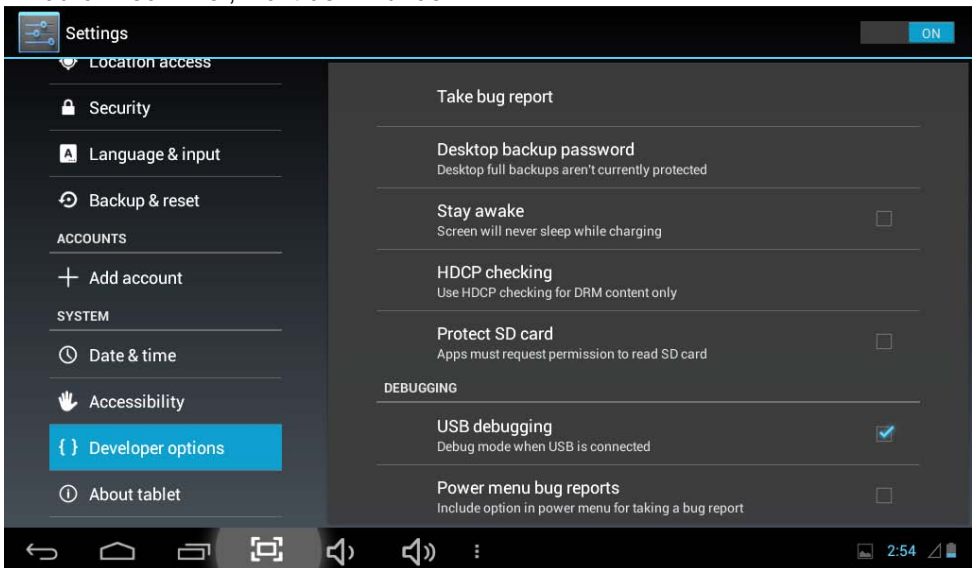 Settings
ON
Location access
Security
A Language & input
Backup & reset
ACCOUNTS
Add account
SYSTEM
Date & time
Accessibility
{ } Developer options
About tablet
Take bug report
Desktop backup password
Desktop full backups aren't currently protected
Stay awake
Screen will never sleep while charging
HDCP checking
Use HDCP checking for DRM content only
Protect SD card
Apps must request permission to read SD card
DEBUGGING
USB debugging
Debug mode when USB is connected
Power menu bug reports
Include option in power menu for taking a bug report
2:54